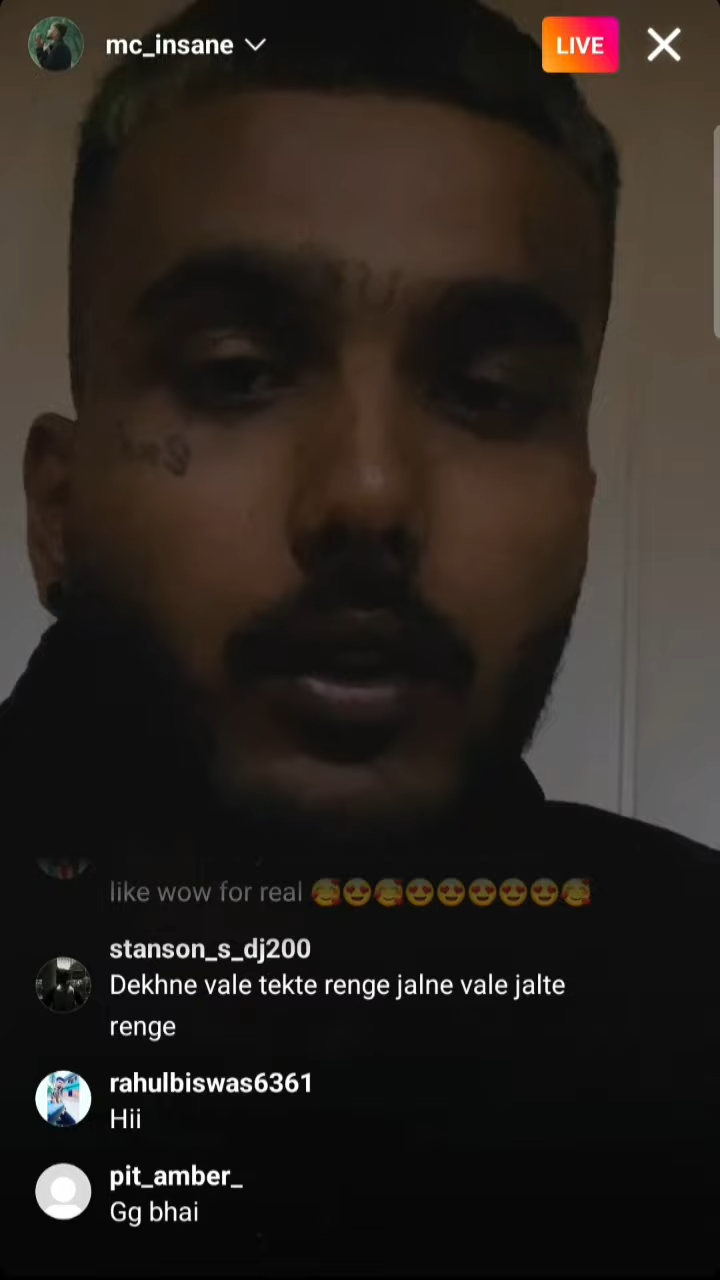 mc_insane
LIVE
like wow for real 🥰😍🥰😍😍😍😍😍🥰
stanson_s_dj200
Dekhne vale tekte renge jalne vale jalte
renge
rahulbiswas6361
Hii
pit_amber_
Gg bhai